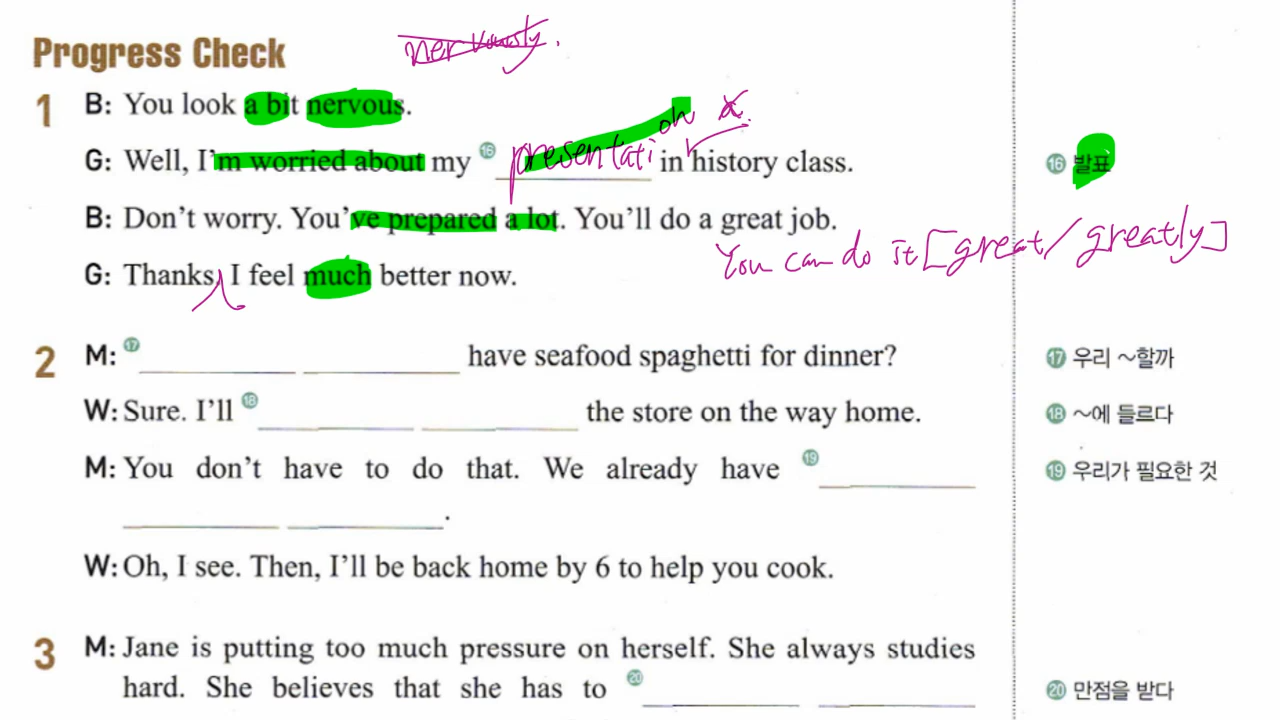 Progress Check
nervously.
1 B: You look a bit nervous.
G: Well, I'm worried about my ⑯ presentation in history class.
a.
⑯ 발표
B: Don't worry. You've prepared a lot. You'll do a great job.
You can do it [great / greatly]
G: Thanks, I feel much better now.
2 M: ⑰ have seafood spaghetti for dinner?
⑰ 우리 ~할까
W: Sure. I'll ⑱ the store on the way home.
⑱ ~에 들르다
M: You don't have to do that. We already have ⑲
⑲ 우리가 필요한 것
.
W: Oh, I see. Then, I'll be back home by 6 to help you cook.
3 M: Jane is putting too much pressure on herself. She always studies
hard. She believes that she has to ⑳
⑳ 만점을 받다